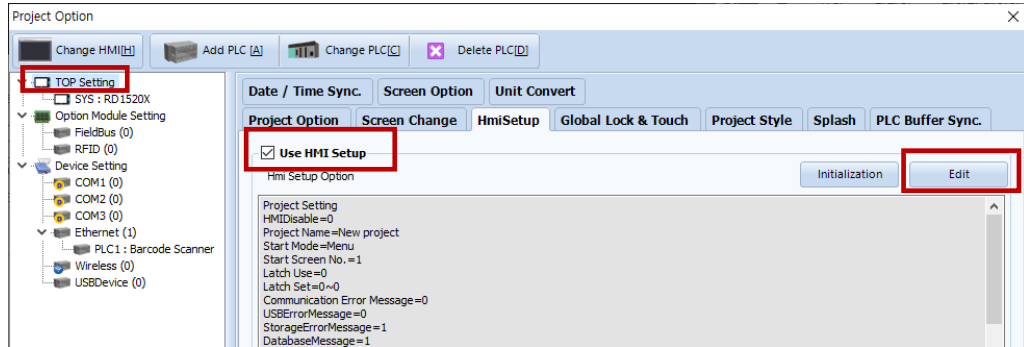 Project Option
Change HMI[H] Add PLC [A] Change PLC[C] Delete PLC[D]
TOP Setting
SYS : RD1520X
Option Module Setting
FieldBus (0)
RFID (0)
Device Setting
COM1 (0)
COM2 (0)
COM3 (0)
Ethernet (1)
PLC1 : Barcode Scanner
Wireless (0)
USBDevice (0)
Date / Time Sync. Screen Option Unit Convert
Project Option Screen Change HmiSetup Global Lock & Touch Project Style Splash PLC Buffer Sync.
Use HMI Setup
Hmi Setup Option Initialization Edit
Project Setting
HMIDisable=0
Project Name=New project
Start Mode=Menu
Start Screen No.=1
Latch Use=0
Latch Set=0~0
Communication Error Message=0
USBErrorMessage=0
StorageErrorMessage=1
DatabaseMessage=1